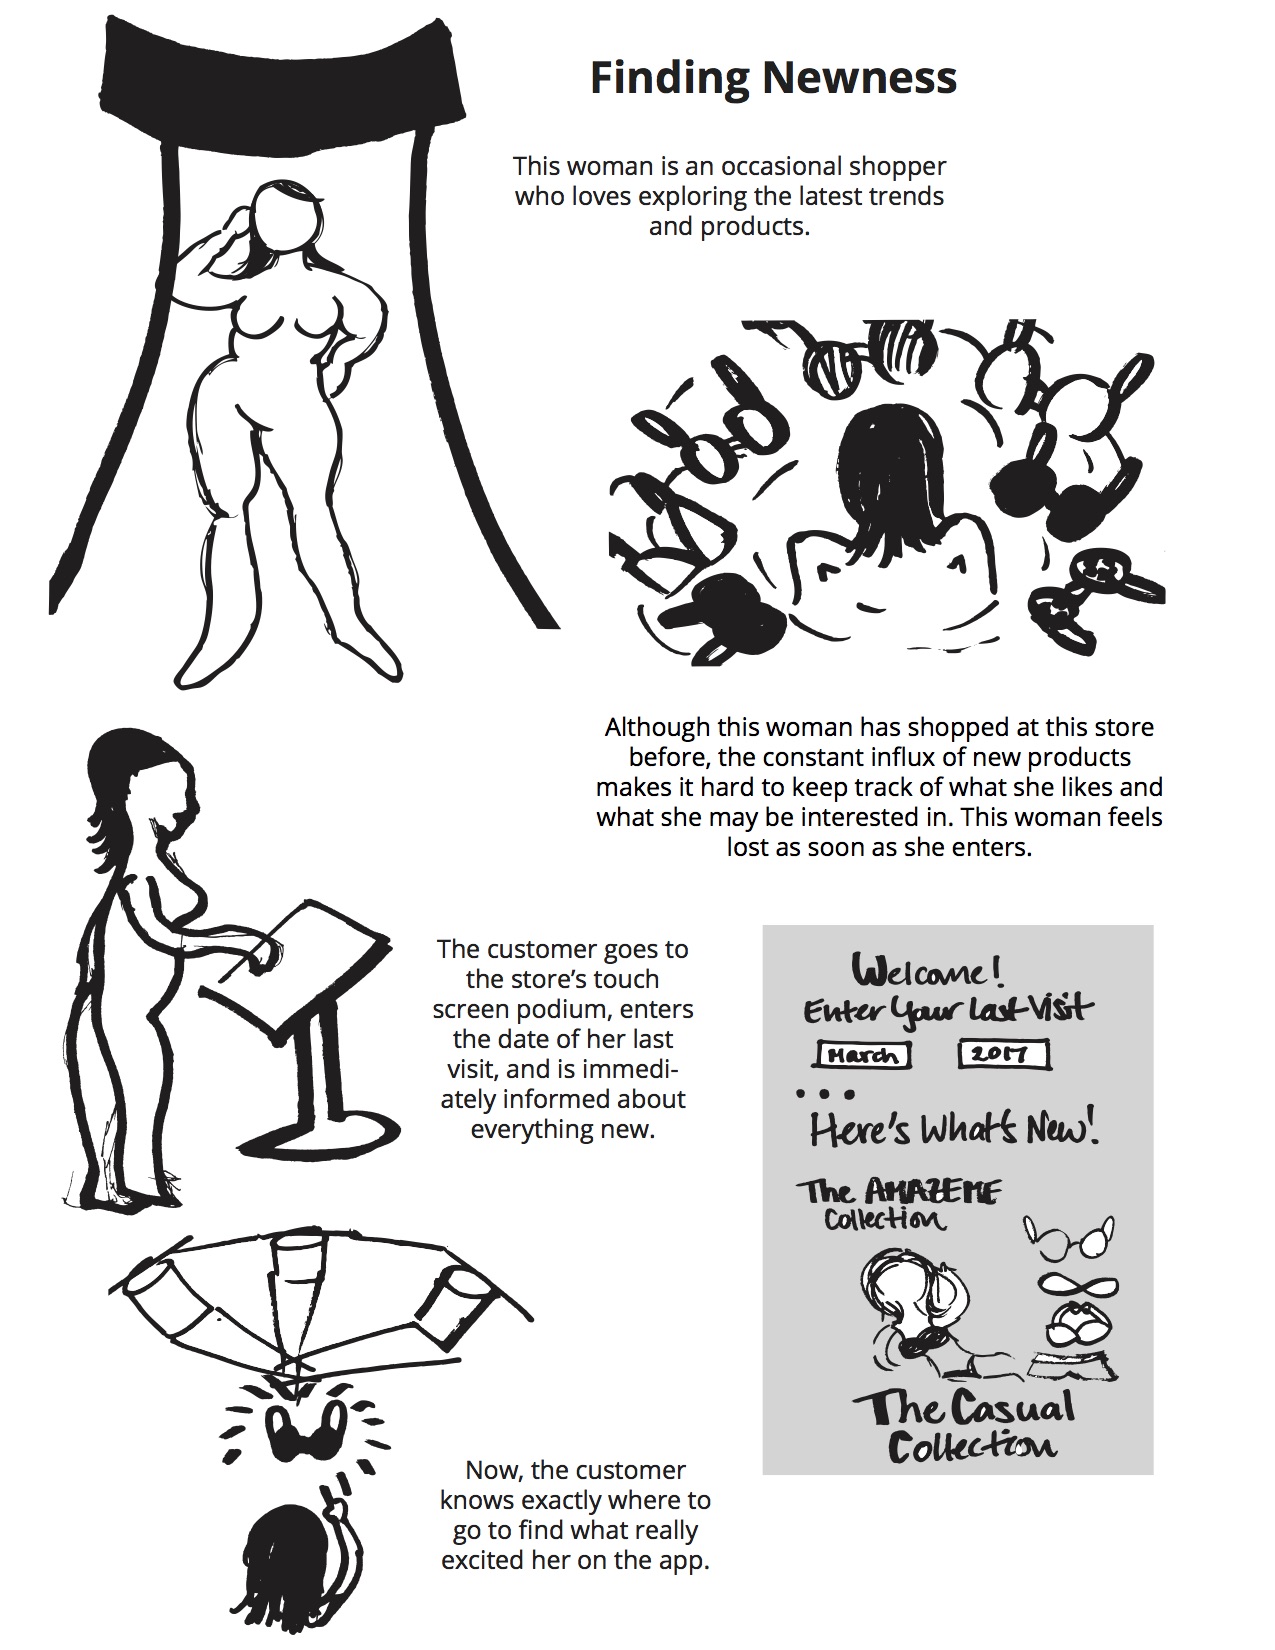 Finding Newness
This woman is an occasional shopper
who loves exploring the latest trends
and products.
Although this woman has shopped at this store
before, the constant influx of new products
makes it hard to keep track of what she likes and
what she may be interested in. This woman feels
lost as soon as she enters.
The customer goes to
the store’s touch
screen podium, enters
the date of her last
visit, and is immedi-
ately informed about
everything new.
Welcome!
Enter Your Last Visit
March 2017
...
Here's What's New!
The AMAZEME
Collection
The Casual
Collection
Now, the customer
knows exactly where to
go to find what really
excited her on the app.